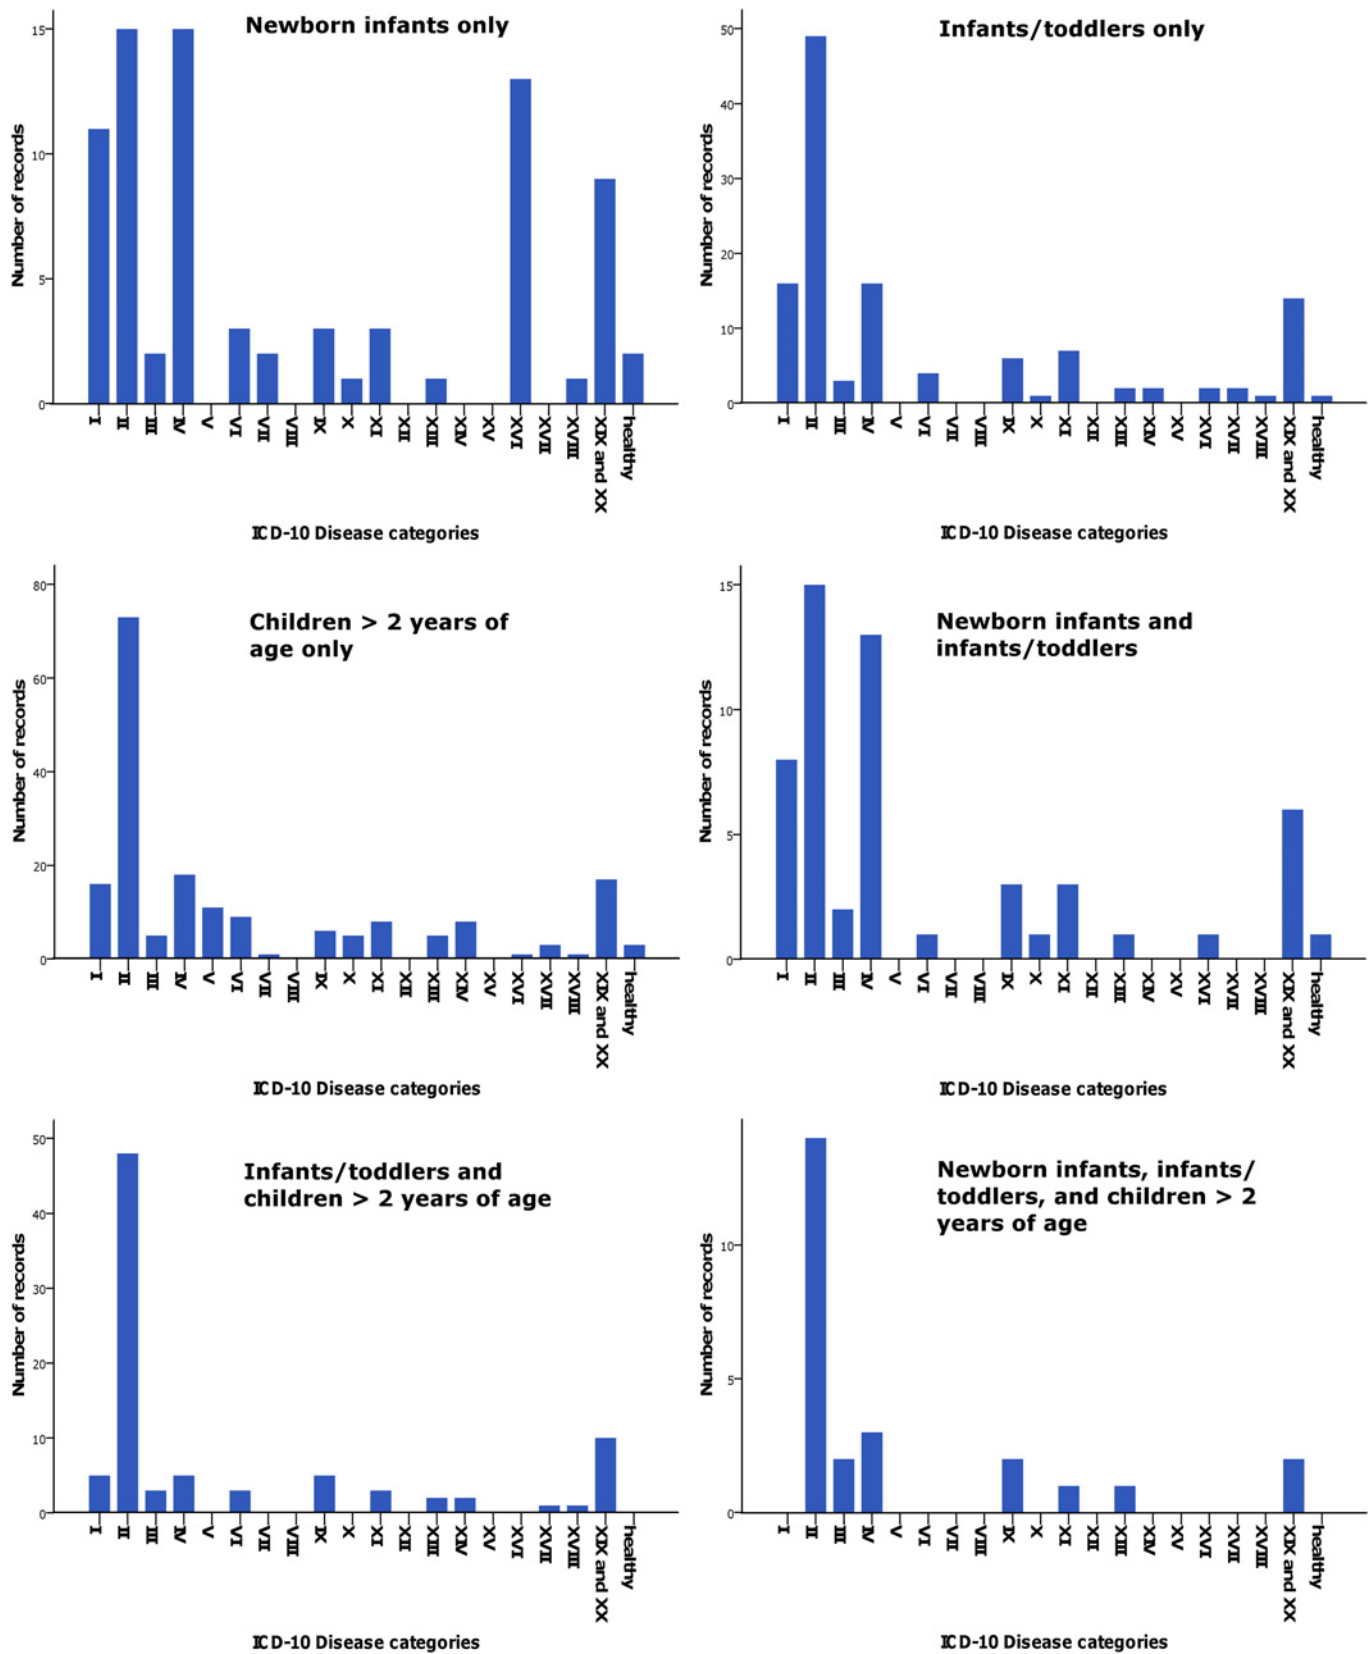 Newborn infants only
Number of records
15
10
5
0
I
II
III
IV
V
VI
VII
VIII
IX
X
XI
XII
XIII
XIV
XV
XVI
XVII
XVIII
XIX and XX
healthy
ICD-10 Disease categories
Infants/toddlers only
Number of records
50
40
30
20
10
0
I
II
III
IV
V
VI
VII
VIII
IX
X
XI
XII
XIII
XIV
XV
XVI
XVII
XVIII
XIX and XX
healthy
ICD-10 Disease categories
Children > 2 years of
age only
Number of records
80
60
40
20
0
I
II
III
IV
V
VI
VII
VIII
IX
X
XI
XII
XIII
XIV
XV
XVI
XVII
XVIII
XIX and XX
healthy
ICD-10 Disease categories
Newborn infants and
infants/toddlers
Number of records
15
10
5
0
I
II
III
IV
V
VI
VII
VIII
IX
X
XI
XII
XIII
XIV
XV
XVI
XVII
XVIII
XIX and XX
healthy
ICD-10 Disease categories
Infants/toddlers and
children > 2 years of age
Number of records
50
40
30
20
10
0
I
II
III
IV
V
VI
VII
VIII
IX
X
XI
XII
XIII
XIV
XV
XVI
XVII
XVIII
XIX and XX
healthy
ICD-10 Disease categories
Newborn infants, infants/
toddlers, and children > 2
years of age
Number of records
10
5
0
I
II
III
IV
V
VI
VII
VIII
IX
X
XI
XII
XIII
XIV
XV
XVI
XVII
XVIII
XIX and XX
healthy
ICD-10 Disease categories